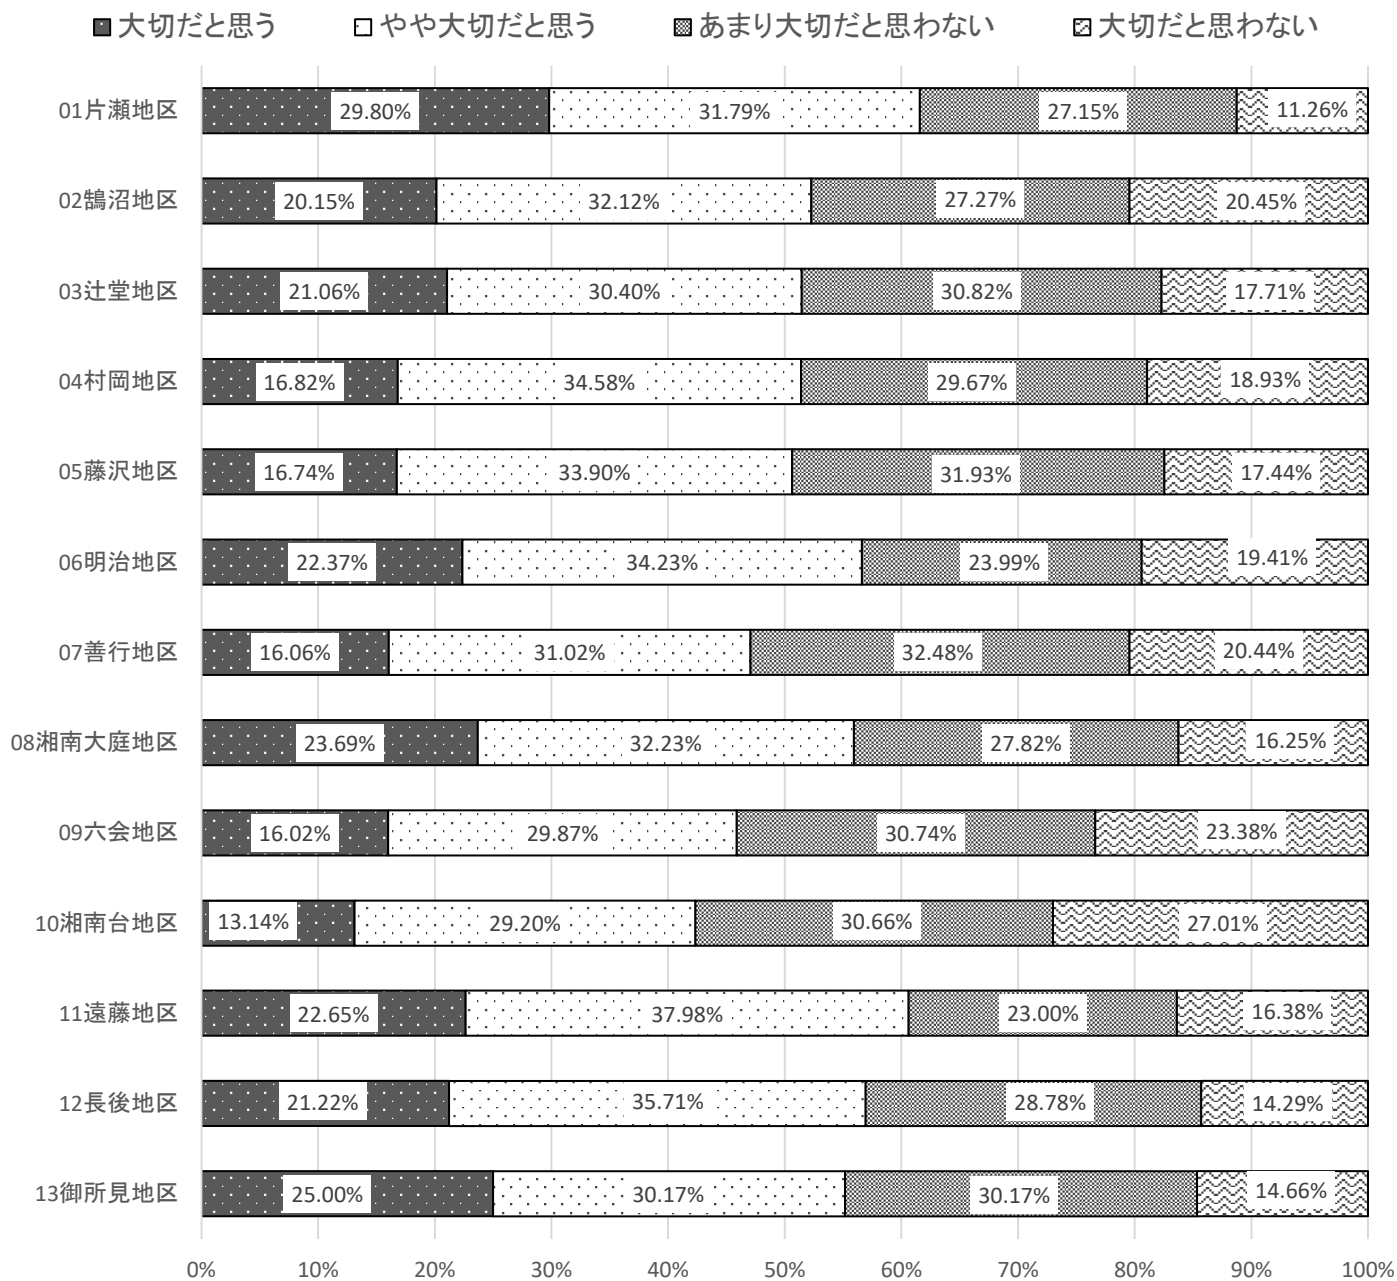 大切だと思う やや大切だと思う あまり大切だと思わない 大切だと思わない
01片瀬地区 29.80% 31.79% 27.15% 11.26%
02鵠沼地区 20.15% 32.12% 27.27% 20.45%
03辻堂地区 21.06% 30.40% 30.82% 17.71%
04村岡地区 16.82% 34.58% 29.67% 18.93%
05藤沢地区 16.74% 33.90% 31.93% 17.44%
06明治地区 22.37% 34.23% 23.99% 19.41%
07善行地区 16.06% 31.02% 32.48% 20.44%
08湘南大庭地区 23.69% 32.23% 27.82% 16.25%
09六会地区 16.02% 29.87% 30.74% 23.38%
10湘南台地区 13.14% 29.20% 30.66% 27.01%
11遠藤地区 22.65% 37.98% 23.00% 16.38%
12長後地区 21.22% 35.71% 28.78% 14.29%
13御所見地区 25.00% 30.17% 30.17% 14.66%
0% 10% 20% 30% 40% 50% 60% 70% 80% 90% 100%